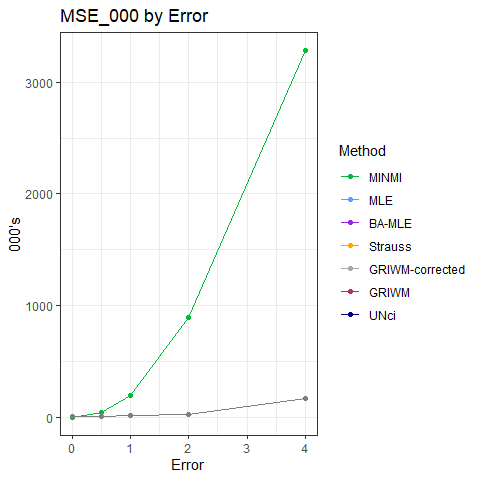 MSE_000 by Error
000's
3000
2000
1000
0
0
1
2
3
4
Error
Method
MINMI
MLE
BA-MLE
Strauss
GRIWM-corrected
GRIWM
UNci